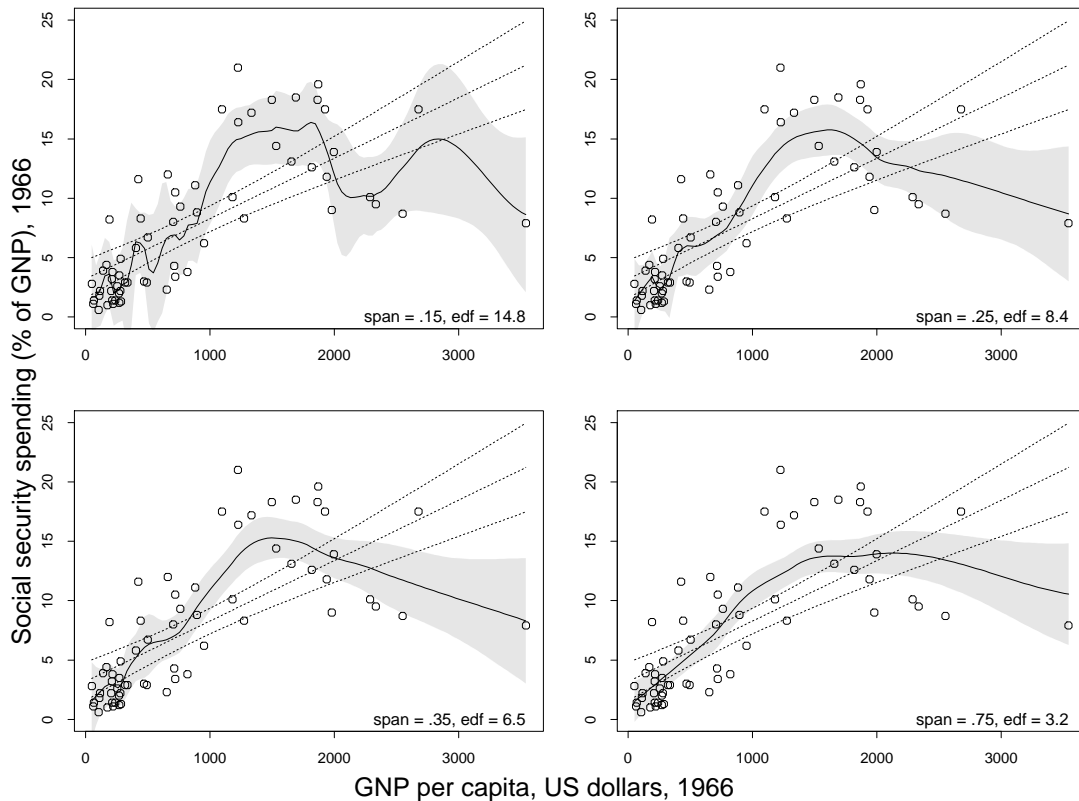 Social security spending (% of GNP), 1966
25
20
15
10
5
0
span = .15, edf = 14.8
0 1000 2000 3000
25
20
15
10
5
0
span = .25, edf = 8.4
0 1000 2000 3000
25
20
15
10
5
0
span = .35, edf = 6.5
0 1000 2000 3000
25
20
15
10
5
0
span = .75, edf = 3.2
0 1000 2000 3000
GNP per capita, US dollars, 1966